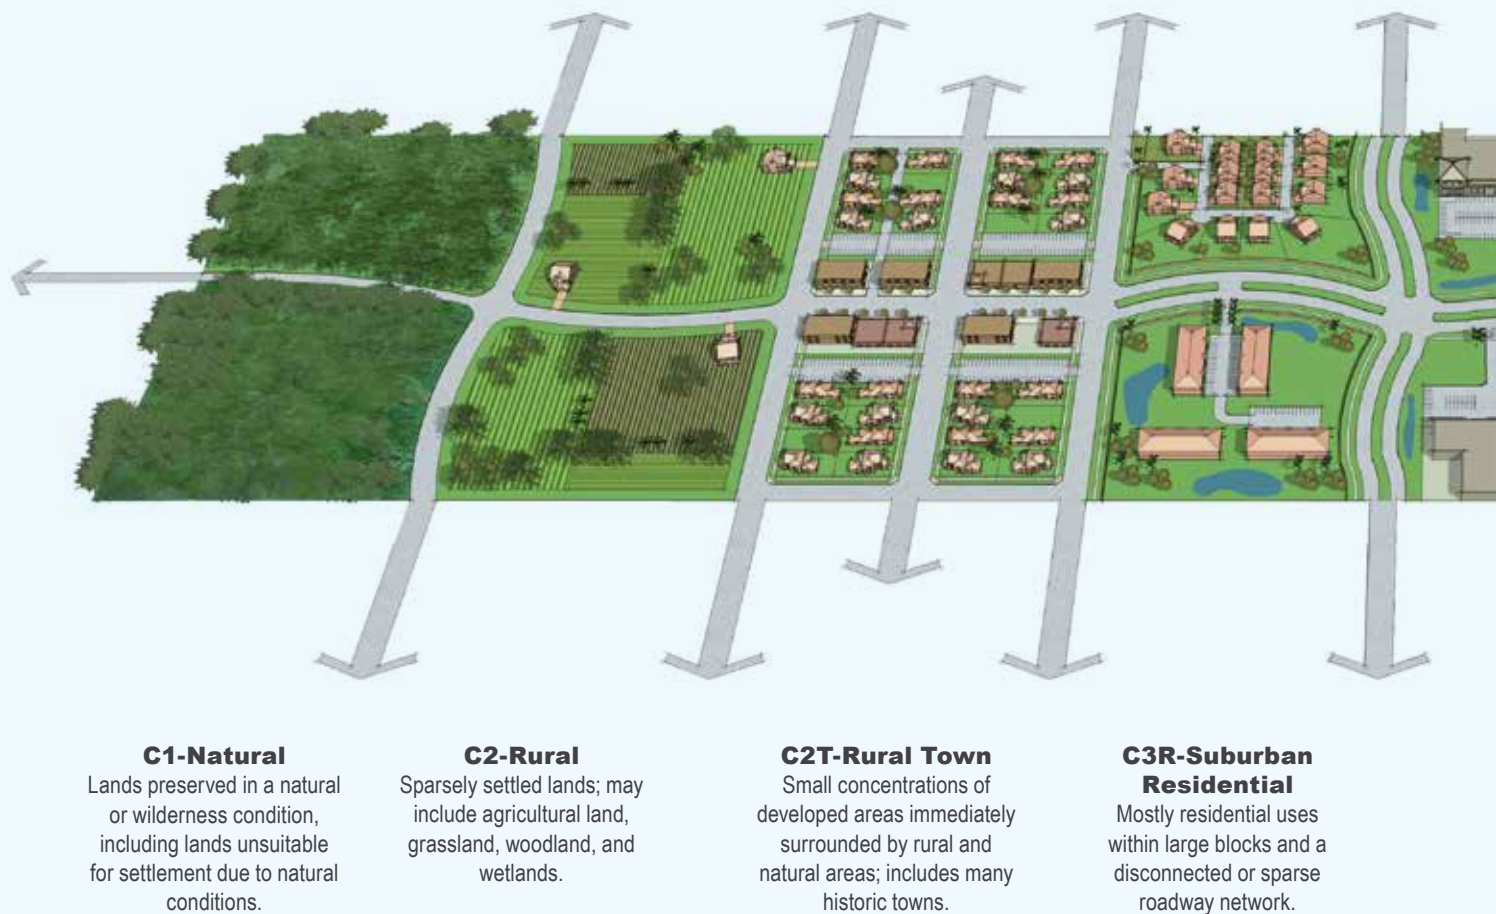 C1-Natural
Lands preserved in a natural
or wilderness condition,
including lands unsuitable
for settlement due to natural
conditions.
C2-Rural
Sparsely settled lands; may
include agricultural land,
grassland, woodland, and
wetlands.
C2T-Rural Town
Small concentrations of
developed areas immediately
surrounded by rural and
natural areas; includes many
historic towns.
C3R-Suburban
Residential
Mostly residential uses
within large blocks and a
disconnected or sparse
roadway network.